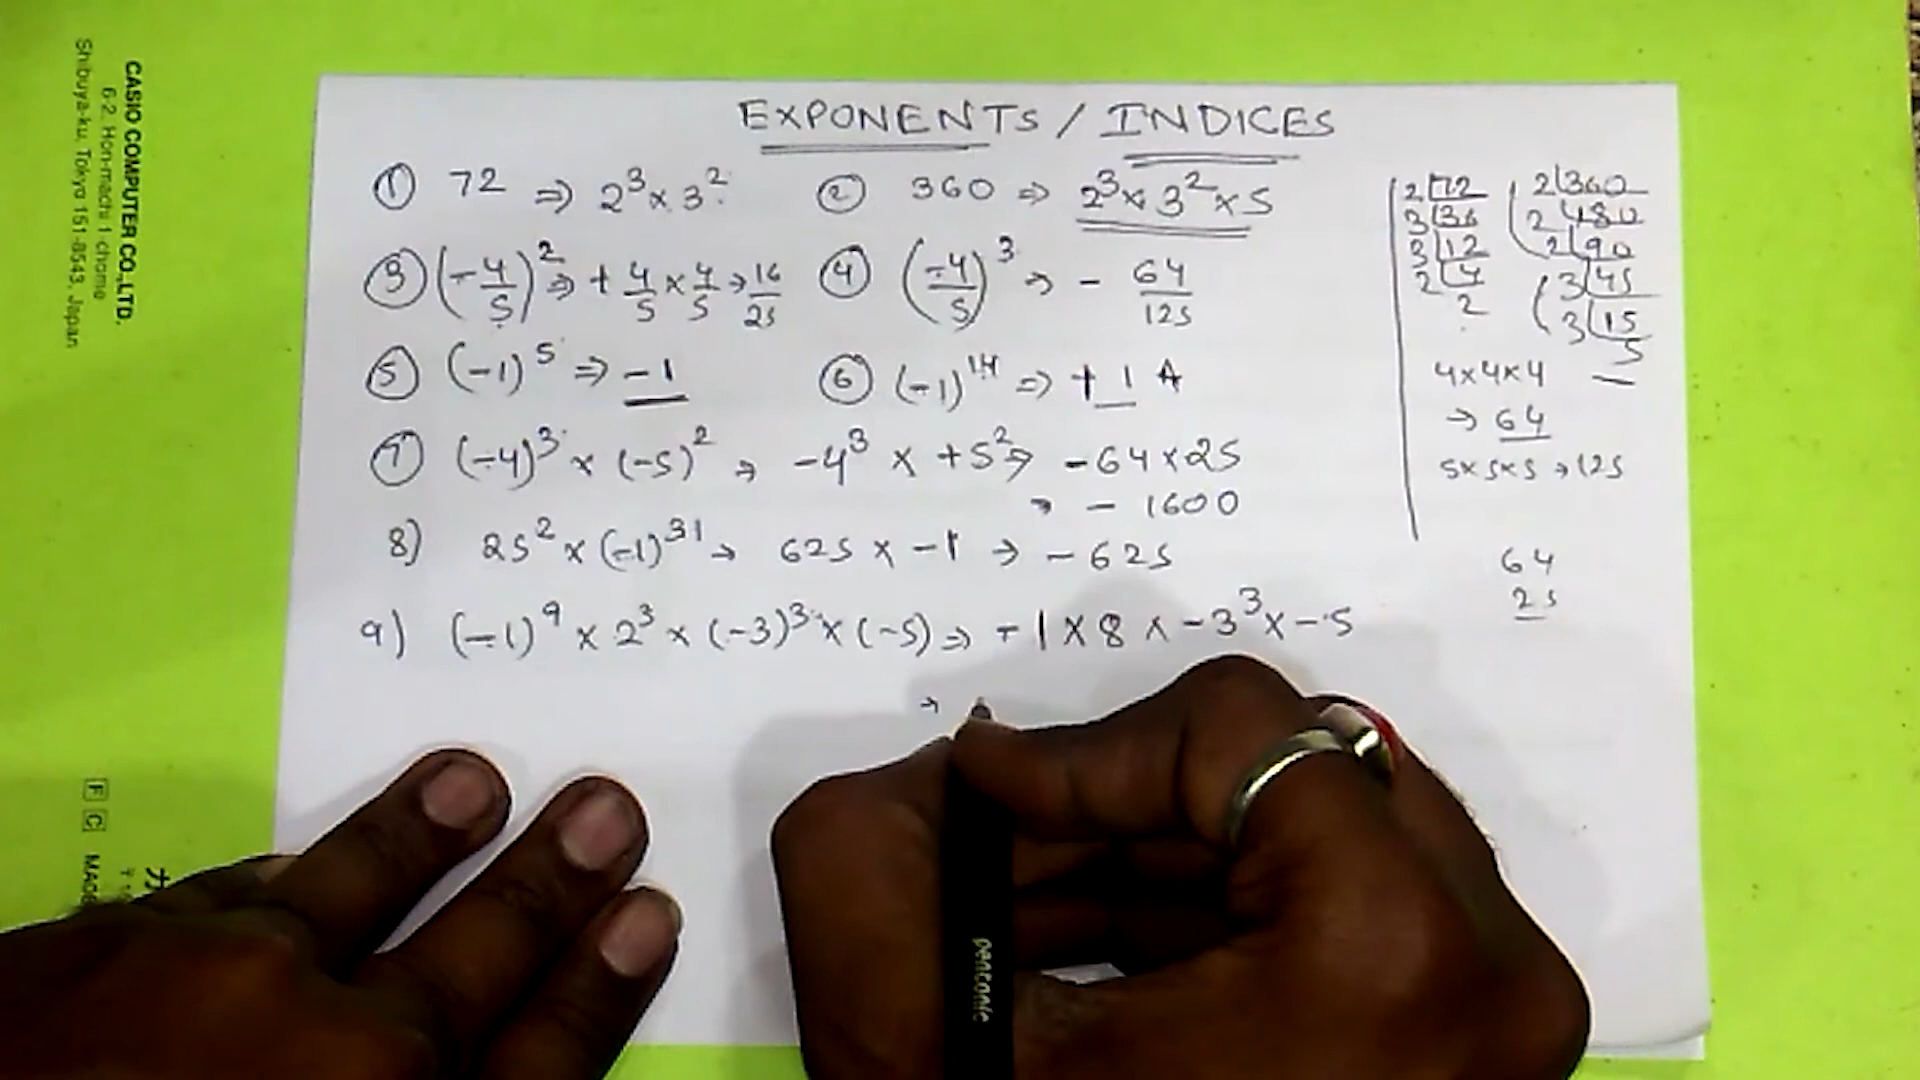 EXPONENTS / INDICES
① 72 ⇒ 2³ × 3²
② 360 ⇒ 2³ × 3² × 5
③ (-4/5)² ⇒ + 4/5 × 4/5 → 16/25
④ (-4/5)³ → - 64/125
⑤ (-1)⁵ ⇒ -1
⑥ (-1)¹⁴ ⇒ + 1
⑦ (-4)³ × (-5)² → -4³ × +5² → -64 × 25
→ - 1600
8) 25² × (-1)³¹ → 625 × -1 → - 625
9) (-1)⁹ × 2³ × (-3)³ × (-5) ⇒ -1 × 8 × -3³ × -5
→
2 72
3 36
3 12
2 4
2
2 360
2 180
2 90
3 45
3 15
5
4×4×4
→ 64
5×5×5 → 125
64
25
CASIO COMPUTER CO., LTD.
6-2, Hon-machi 1-chome
Shibuya-ku, Tokyo 151-8543, Japan
F C
penconic